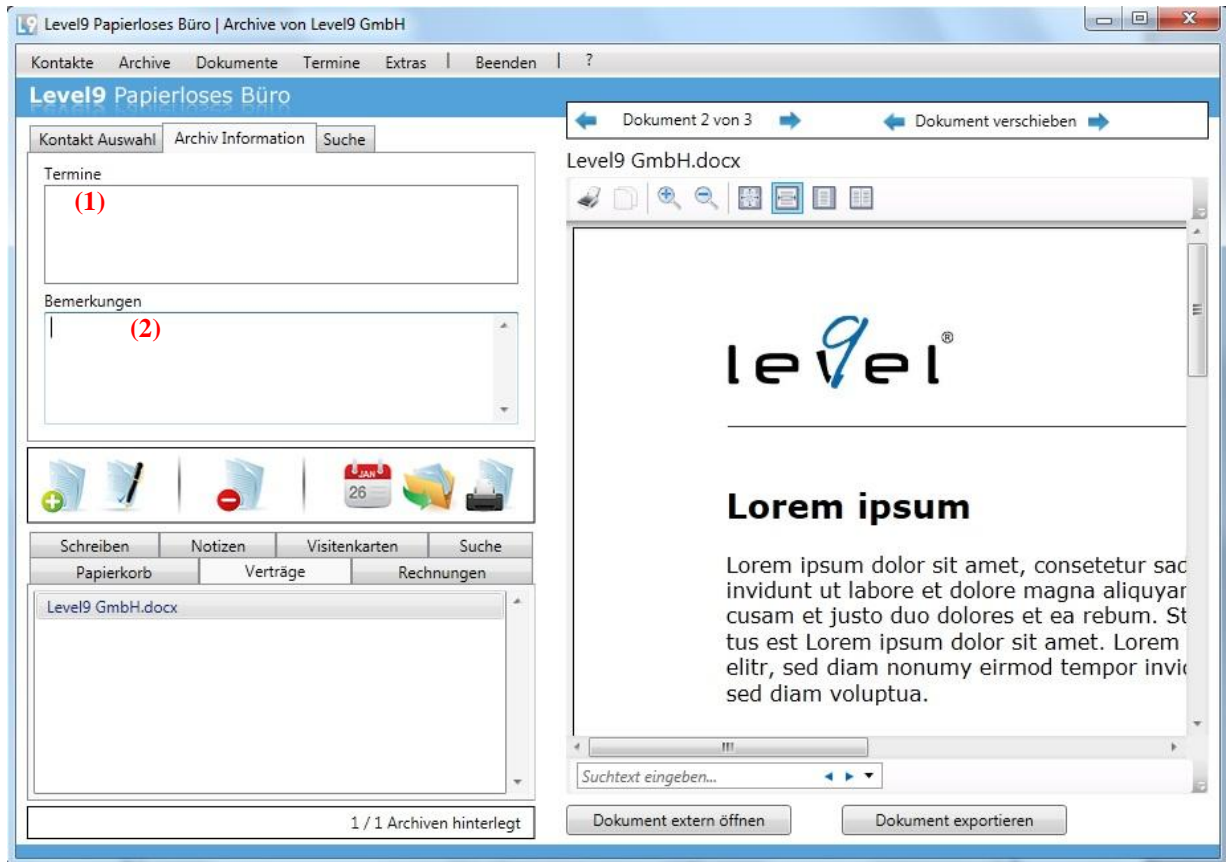 L9 Level9 Papierloses Büro | Archive von Level9 GmbH
Kontakte Archive Dokumente Termine Extras | Beenden | ?
Level9 Papierloses Büro
Kontakt Auswahl Archiv Information Suche
Termine
(1)
Bemerkungen
(2)
JAN
26
Schreiben Notizen Visitenkarten Suche
Papierkorb Verträge Rechnungen
Level9 GmbH.docx
1 / 1 Archiven hinterlegt
Dokument 2 von 3 Dokument verschieben
Level9 GmbH.docx
level®
Lorem ipsum
Lorem ipsum dolor sit amet, consetetur sad
invidunt ut labore et dolore magna aliquyar
cusam et justo duo dolores et ea rebum. St
tus est Lorem ipsum dolor sit amet. Lorem
elitr, sed diam nonumy eirmod tempor invid
sed diam voluptua.
Suchtext eingeben...
Dokument extern öffnen Dokument exportieren